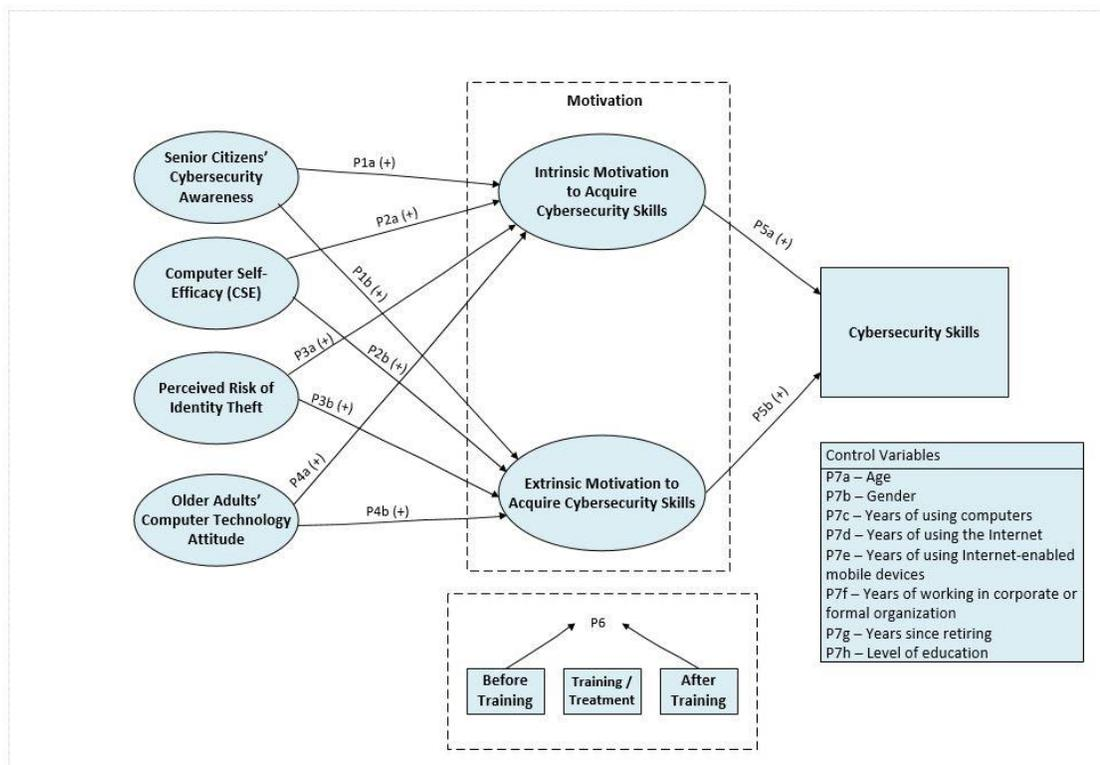 Motivation
Senior Citizens’
Cybersecurity
Awareness
P1a (+)
Intrinsic Motivation
to Acquire
Cybersecurity Skills
P2a (+)
P5a (+)
Computer Self-
Efficacy (CSE)
P1b (+)
Cybersecurity Skills
P3a (+)
P2b (+)
Perceived Risk of
Identity Theft
P3b (+)
P5b (+)
P4a (+)
Older Adults’
Computer Technology
Attitude
P4b (+)
Extrinsic Motivation to
Acquire Cybersecurity Skills
Control Variables
P7a – Age
P7b – Gender
P7c – Years of using computers
P7d – Years of using the Internet
P7e – Years of using Internet-enabled
mobile devices
P7f – Years of working in corporate or
formal organization
P7g – Years since retiring
P7h – Level of education
P6
Before
Training
Training /
Treatment
After
Training